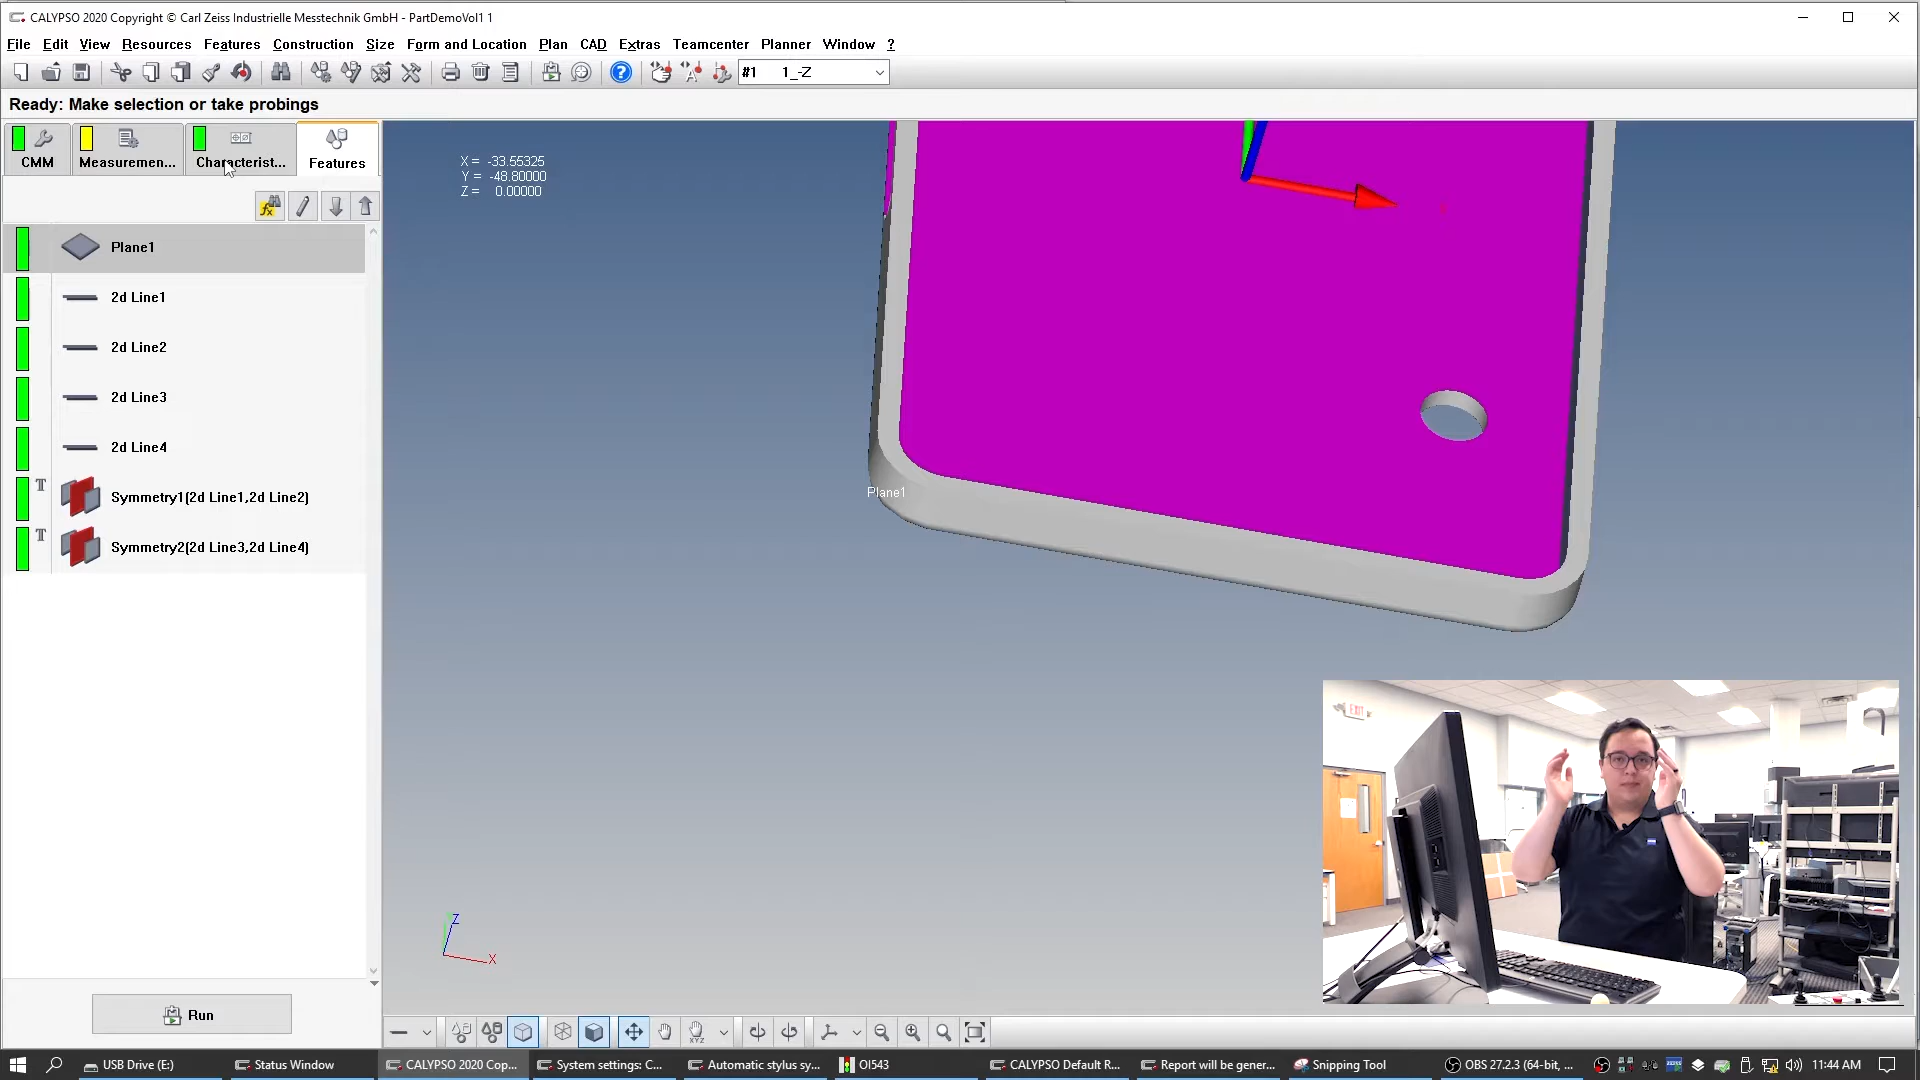 CALYPSO 2020 Copyright © Carl Zeiss Industrielle Messtechnik GmbH - PartDemoVol1 1
File Edit View Resources Features Construction Size Form and Location Plan CAD Extras Teamcenter Planner Window ?
#1 1_-Z
Ready: Make selection or take probings
CMM Measuremen... Characterist... Features
X = -33.55325
Y = -48.80000
Z = 0.00000
Plane1
2d Line1
2d Line2
2d Line3
2d Line4
T Symmetry1(2d Line1,2d Line2)
T Symmetry2(2d Line3,2d Line4)
Plane1
EXIT
Z
X
Run
XYZ
USB Drive (E:) Status Window CALYPSO 2020 Cop... System settings: C... Automatic stylus sy... OI543 CALYPSO Default R... Report will be gener... Snipping Tool OBS 27.2.3 (64-bit, ... 11:44 AM